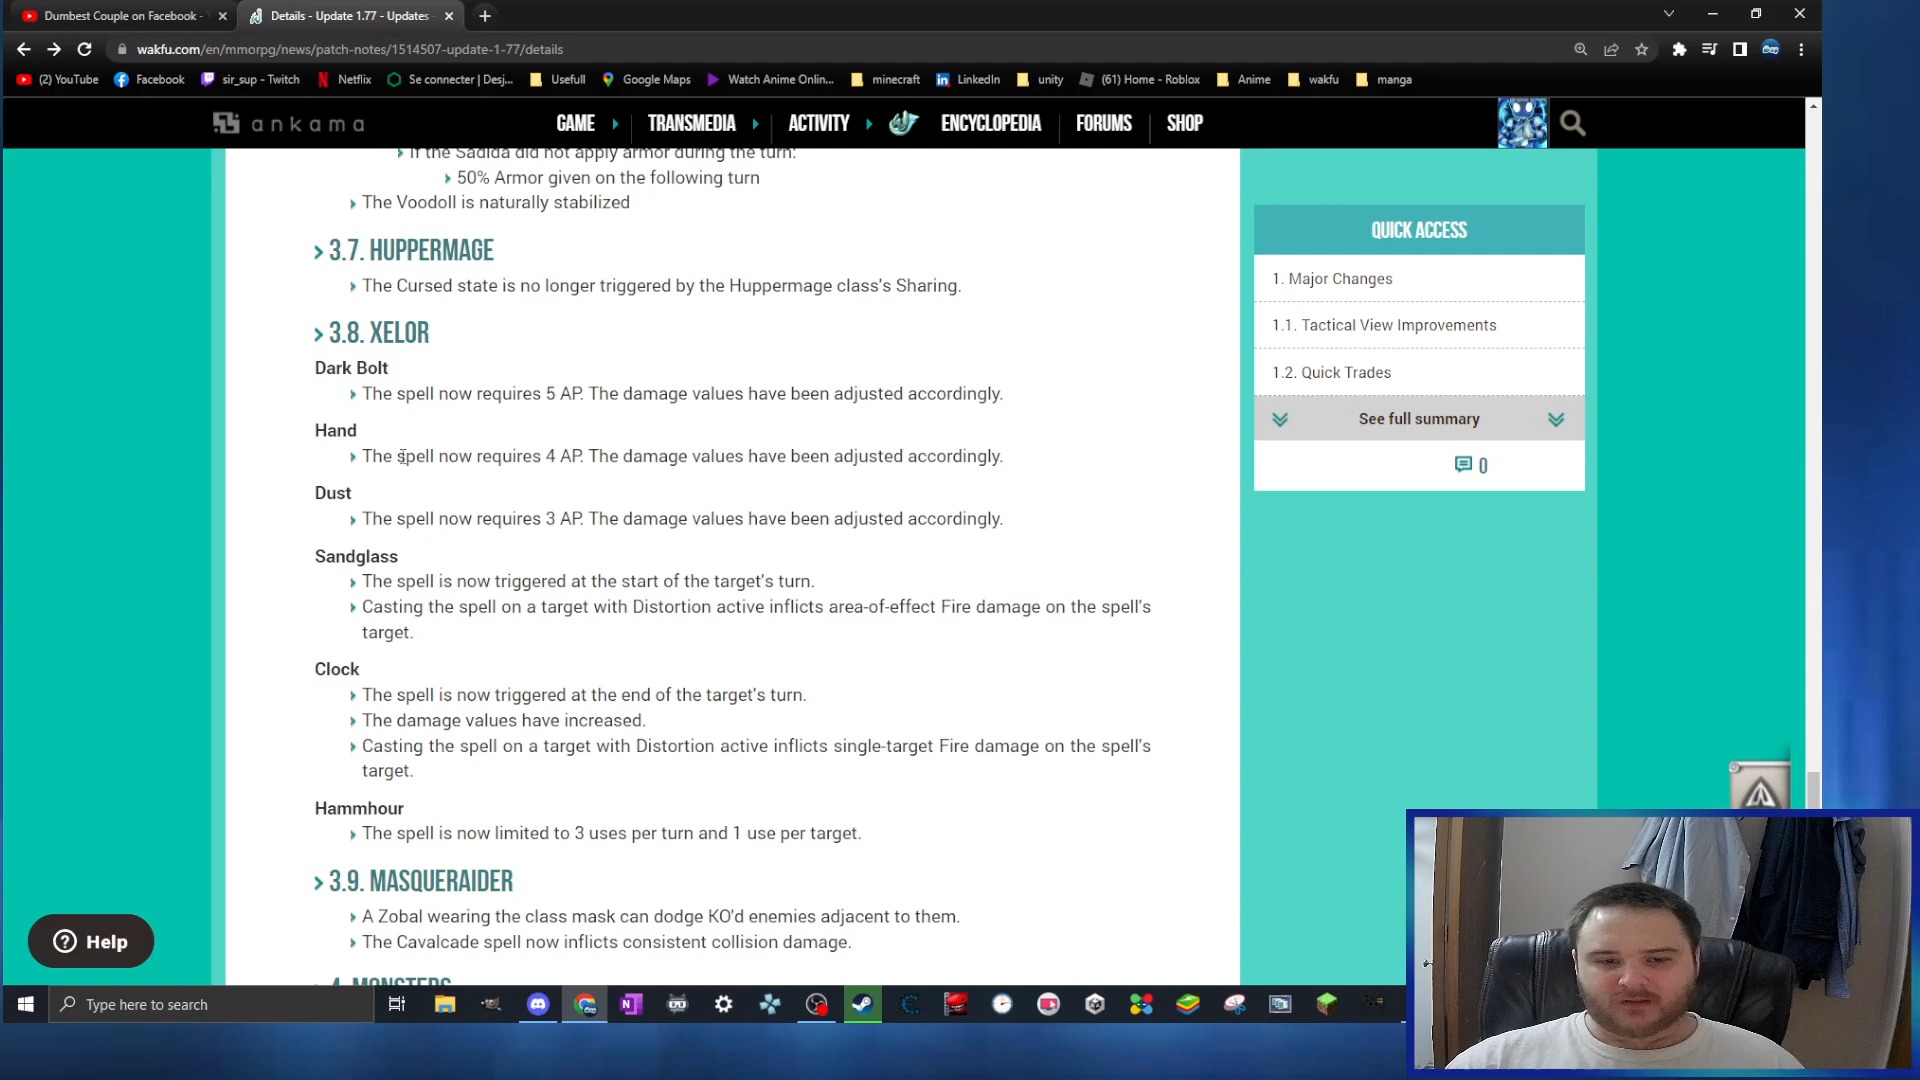 Dumbest Couple on Facebook -
Details - Update 1.77 - Updates -
wakfu.com/en/mmorpg/news/patch-notes/1514507-update-1-77/details
(2) YouTube
Facebook
sir_sup - Twitch
Netflix
Se connecter | Desj...
Usefull
Google Maps
Watch Anime Onlin...
minecraft
LinkedIn
unity
(61) Home - Roblox
Anime
wakfu
manga
ankama
GAME
TRANSMEDIA
ACTIVITY
ENCYCLOPEDIA
FORUMS
SHOP
If the Sadida did not apply armor during the turn:
50% Armor given on the following turn
The Voodoll is naturally stabilized
3.7. HUPPERMAGE
The Cursed state is no longer triggered by the Huppermage class's Sharing.
3.8. XELOR
Dark Bolt
The spell now requires 5 AP. The damage values have been adjusted accordingly.
Hand
The spell now requires 4 AP. The damage values have been adjusted accordingly.
Dust
The spell now requires 3 AP. The damage values have been adjusted accordingly.
Sandglass
The spell is now triggered at the start of the target's turn.
Casting the spell on a target with Distortion active inflicts area-of-effect Fire damage on the spell's
target.
Clock
The spell is now triggered at the end of the target's turn.
The damage values have increased.
Casting the spell on a target with Distortion active inflicts single-target Fire damage on the spell's
target.
Hammhour
The spell is now limited to 3 uses per turn and 1 use per target.
3.9. MASQUERAIDER
A Zobal wearing the class mask can dodge KO'd enemies adjacent to them.
The Cavalcade spell now inflicts consistent collision damage.
4. MONSTERS
QUICK ACCESS
1. Major Changes
1.1. Tactical View Improvements
1.2. Quick Trades
See full summary
0
Help
Type here to search